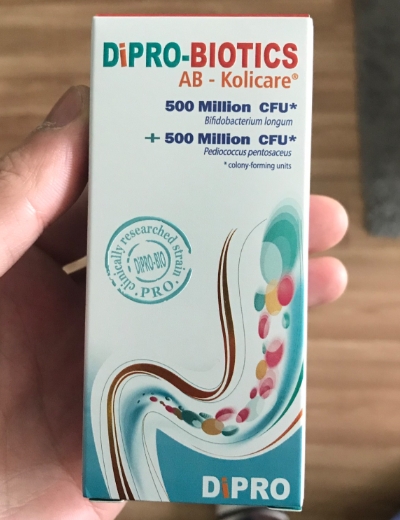 DiPRO-BIOTICS
AB - Kolicare®
500 Million CFU*
Bifidobacterium longum
+ 500 Million CFU*
Pediococcus pentosaceus
* colony-forming units
clinically researched strain
DiPRO-BIO
· PRO ·
DiPRO